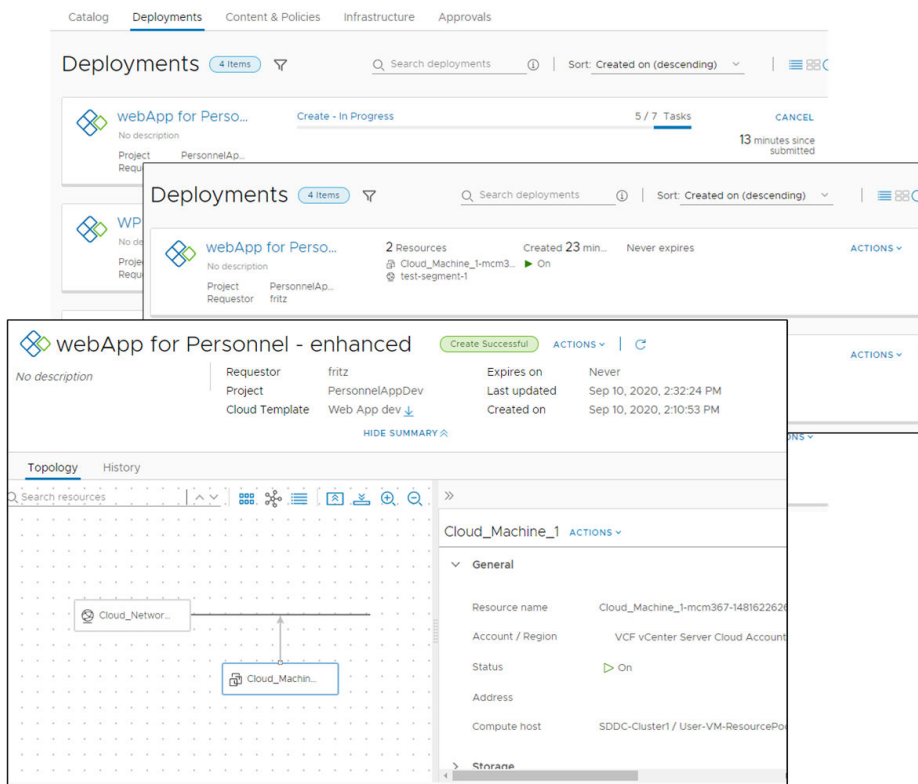 Catalog Deployments Content & Policies Infrastructure Approvals
Deployments 4 Items Search deployments Sort: Created on (descending)
webApp for Perso... Create - In Progress 5 / 7 Tasks CANCEL
No description 13 minutes since
submitted
Project PersonnelAp...
Requ
WP
No de
Proje
Deployments 4 Items Search deployments Sort: Created on (descending)
webApp for Perso... 2 Resources Created 23 min... Never expires ACTIONS
No description Cloud_Machine_1-mcm3... On
test-segment-1
Project PersonnelAp...
Requestor fritz
ACTIONS
webApp for Personnel - enhanced Create Successful ACTIONS
No description
Requestor fritz Expires on Never
Project PersonnelAppDev Last updated Sep 10, 2020, 2:32:24 PM
Cloud Template Web App dev Created on Sep 10, 2020, 2:10:53 PM
HIDE SUMMARY
ONS
Topology History
Search resources
Cloud_Machine_1 ACTIONS
General
Cloud_Networ...
Cloud_Machin...
Resource name Cloud_Machine_1-mcm367-1481622626
Account / Region VCF vCenter Server Cloud Account
Status On
Address
Compute host SDDC-Cluster1 / User-VM-ResourcePo
Storage